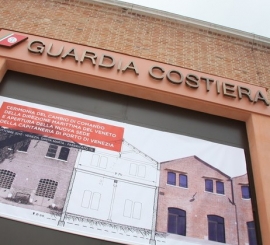 GUARDIA COSTIERA
CERIMONIA DEL CAMBIO DI COMANDO
DELLA DIREZIONE MARITTIMA DEL VENETO
E APERTURA DELLA NUOVA SEDE
DELLA CAPITANERIA DI PORTO DI VENEZIA